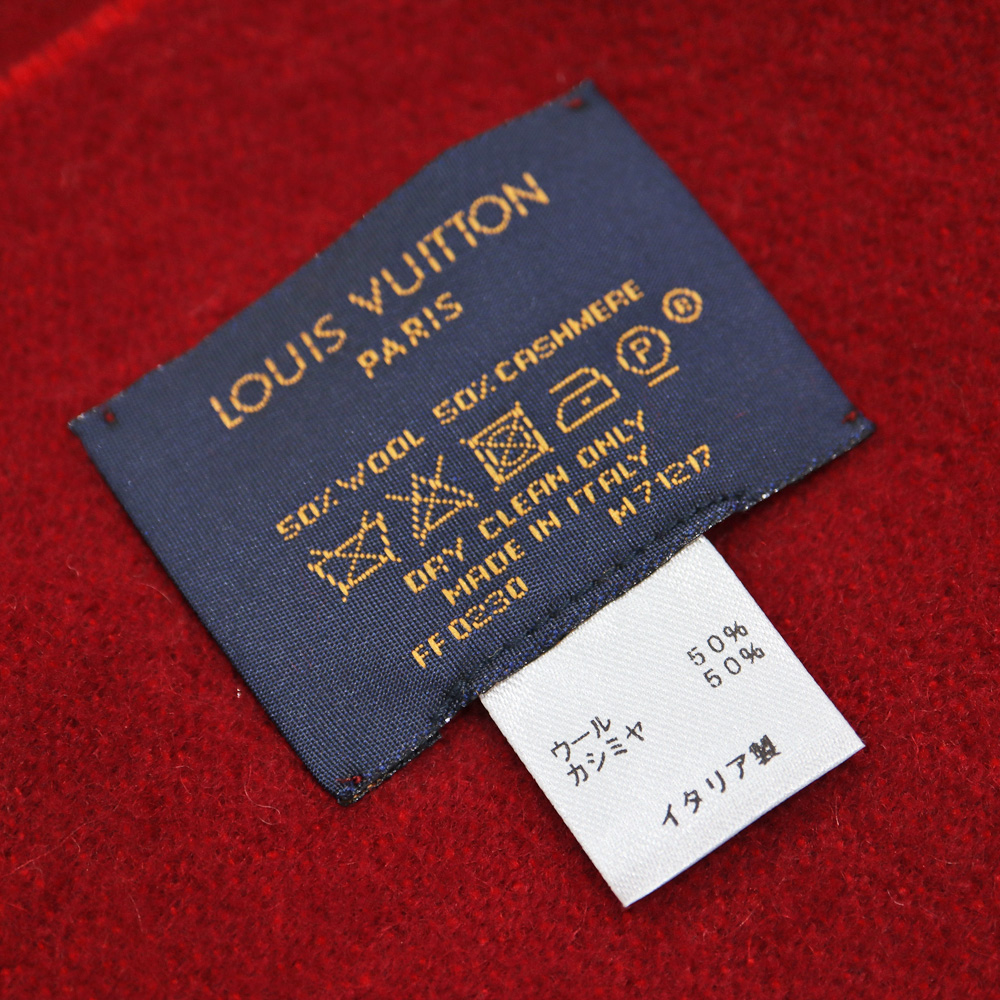 LOUIS VUITTON
PARIS
®
50% WOOL 50% CASHMERE
P
DRY CLEAN ONLY
MADE IN ITALY
FF0230 M71217
ウール 50%
カシミヤ 50%
イタリア製